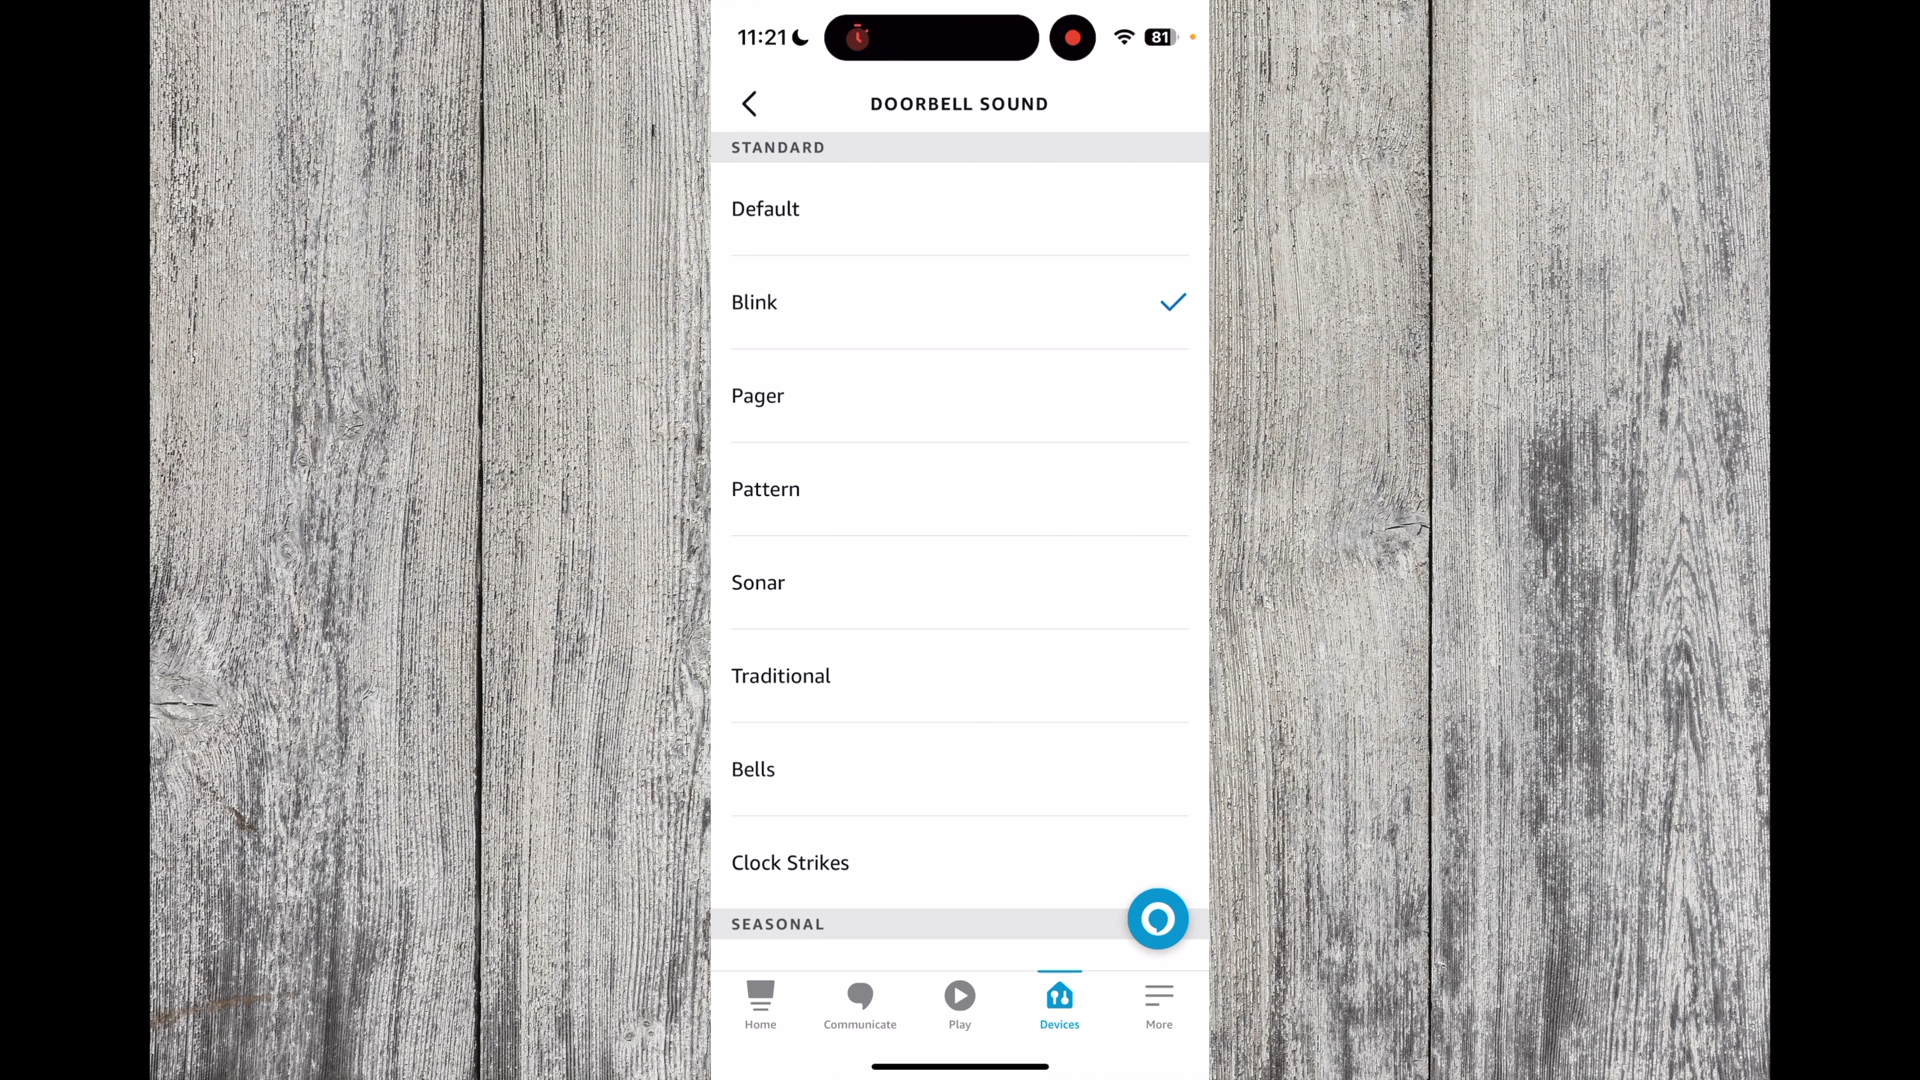 11:21
81
DOORBELL SOUND
STANDARD
Default
Blink
Pager
Pattern
Sonar
Traditional
Bells
Clock Strikes
SEASONAL
Home
Communicate
Play
Devices
More